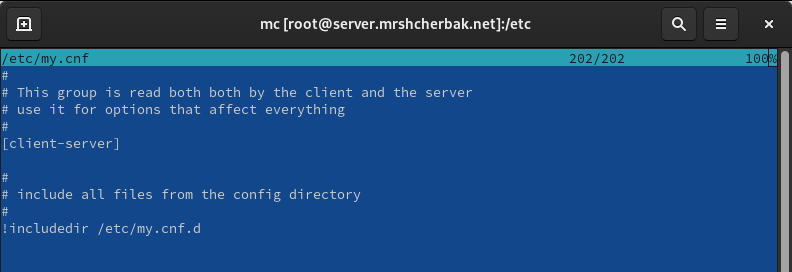 mc [root@server.mrshcherbak.net]:/etc
/etc/my.cnf 202/202 100%
#
# This group is read both both by the client and the server
# use it for options that affect everything
#
[client-server]
#
# include all files from the config directory
#
!includedir /etc/my.cnf.d